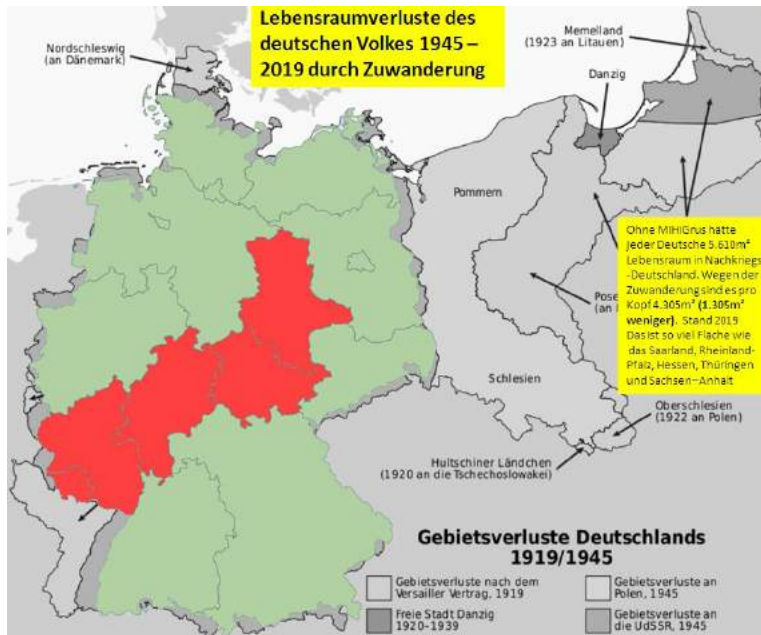 Lebensraumverluste des
deutschen Volkes 1945 –
2019 durch Zuwanderung
Nordschleswig
(an Dänemark)
Memelland
(1923 an Litauen)
Danzig
Pommern
Ohne MIHIGrus hätte
jeder Deutsche 5.610m²
Lebensraum in Nachkriegs
-Deutschland. Wegen der
Zuwanderung sind es pro
Kopf 4.305m² (1.305m²
weniger). Stand 2019
Das ist so viel Fläche wie
das Saarland, Rheinland-
Pfalz, Hessen, Thüringen
und Sachsen–Anhalt
Pose
(an
Schlesien
Oberschlesien
(1922 an Polen)
Hultschiner Ländchen
(1920 an die Tschechoslowakei)
Gebietsverluste Deutschlands
1919/1945
Gebietsverluste nach dem
Versailler Vertrag, 1919
Freie Stadt Danzig
1920–1939
Gebietsverluste an
Polen, 1945
Gebietsverluste an
die UdSSR, 1945